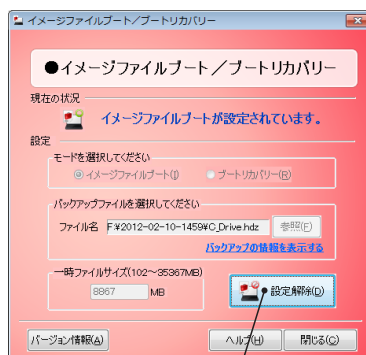 イメージファイルブート／ブートリカバリー
●イメージファイルブート／ブートリカバリー
現在の状況
イメージファイルブートが設定されています。
設定
モードを選択してください
イメージファイルブート(I)
ブートリカバリー(R)
バックアップファイルを選択してください
ファイル名 F:¥2012-02-10-1459¥C_Drive.hdz 参照(F)
バックアップの情報を表示する
一時ファイルサイズ(102～35367MB)
8867 MB
設定解除(D)
バージョン情報(A)
ヘルプ(H)
閉じる(C)